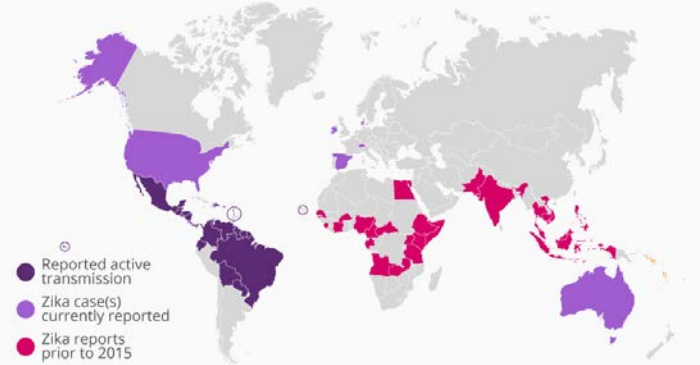 Reported active
transmission
Zika case(s)
currently reported
Zika reports
prior to 2015